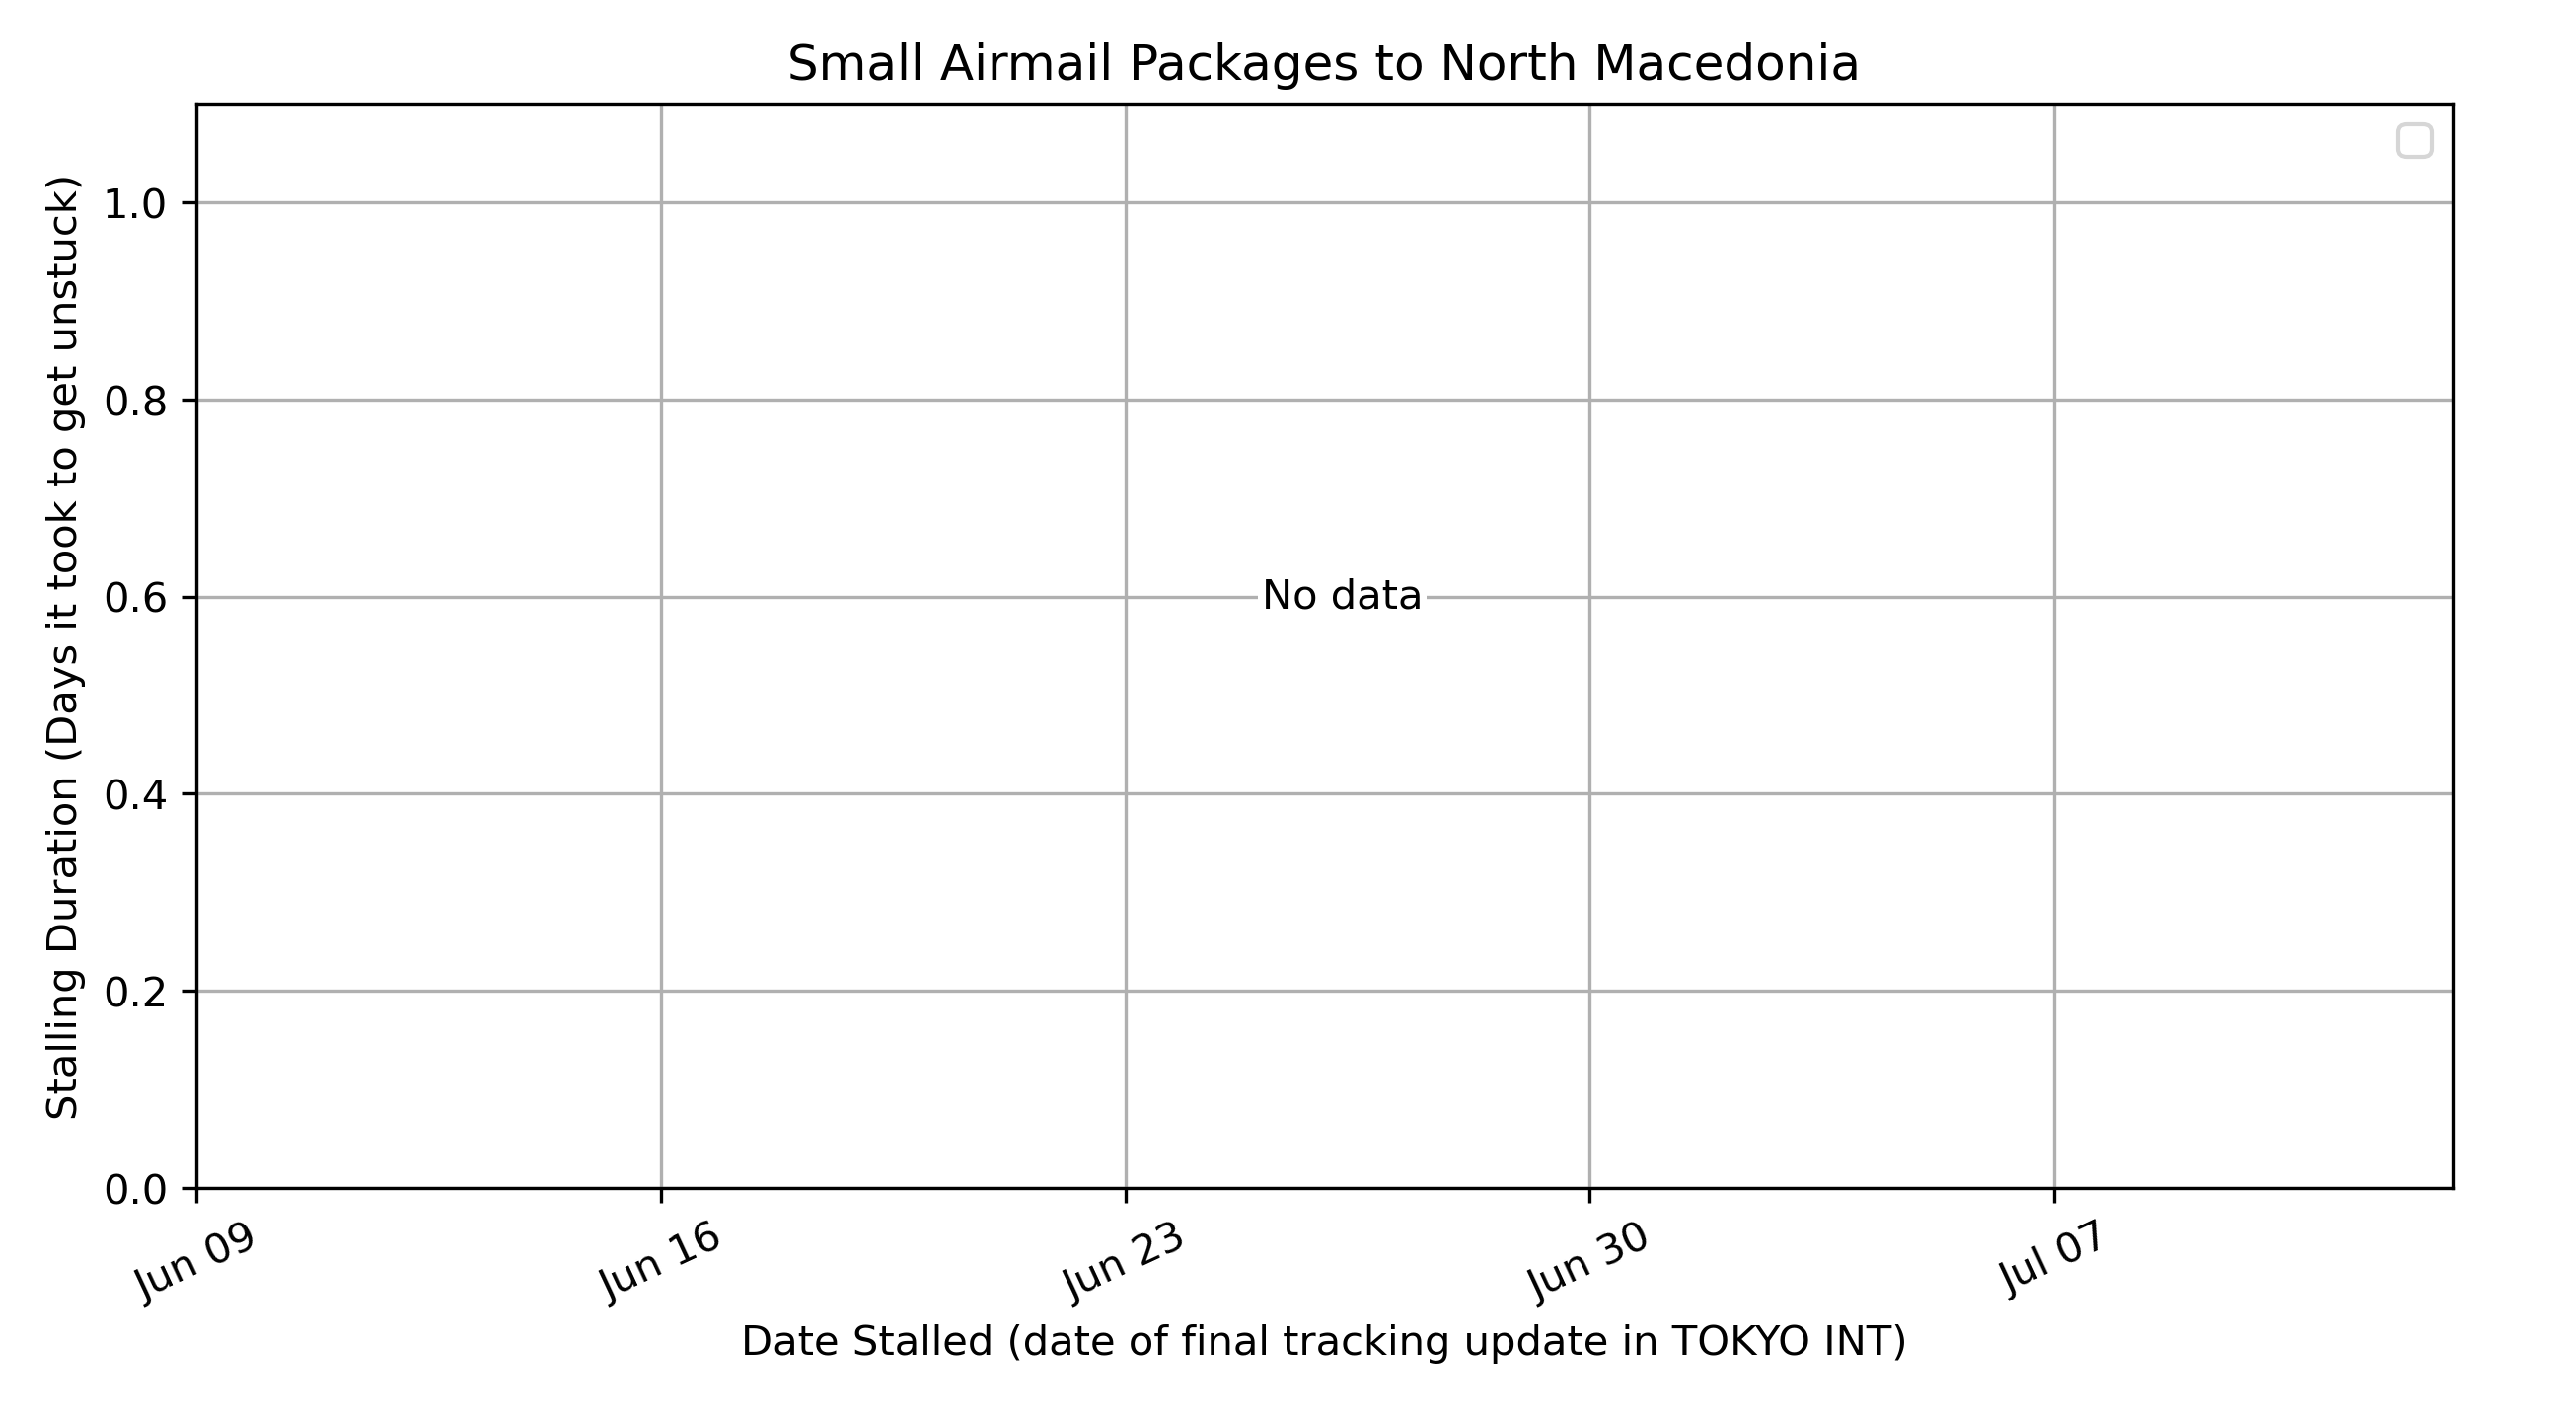 Small Airmail Packages to North Macedonia
Stalling Duration (Days it took to get unstuck)
1.0
0.8
0.6
0.4
0.2
0.0
No data
Jun 09
Jun 16
Jun 23
Jun 30
Jul 07
Date Stalled (date of final tracking update in TOKYO INT)